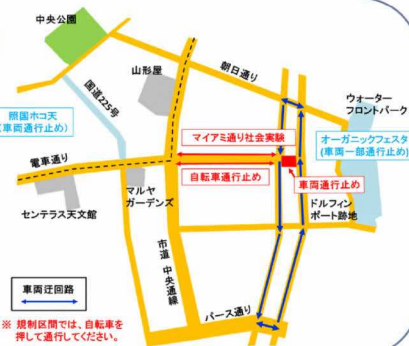 中央公園
朝日通り
山形屋
国道225号
ウォーター
フロントパーク
照国ホコ天
(車両通行止め)
マイアミ通り社会実験
オーガニックフェスタ
(車両一部通行止め)
電車通り
自転車通行止め
車両通行止め
マルヤ
ガーデンズ
センテラス天文館
ドルフィン
ポート跡地
市道 中央通線
車両迂回路
パース通り
※ 規制区間では、自転車を
押して通行してください。